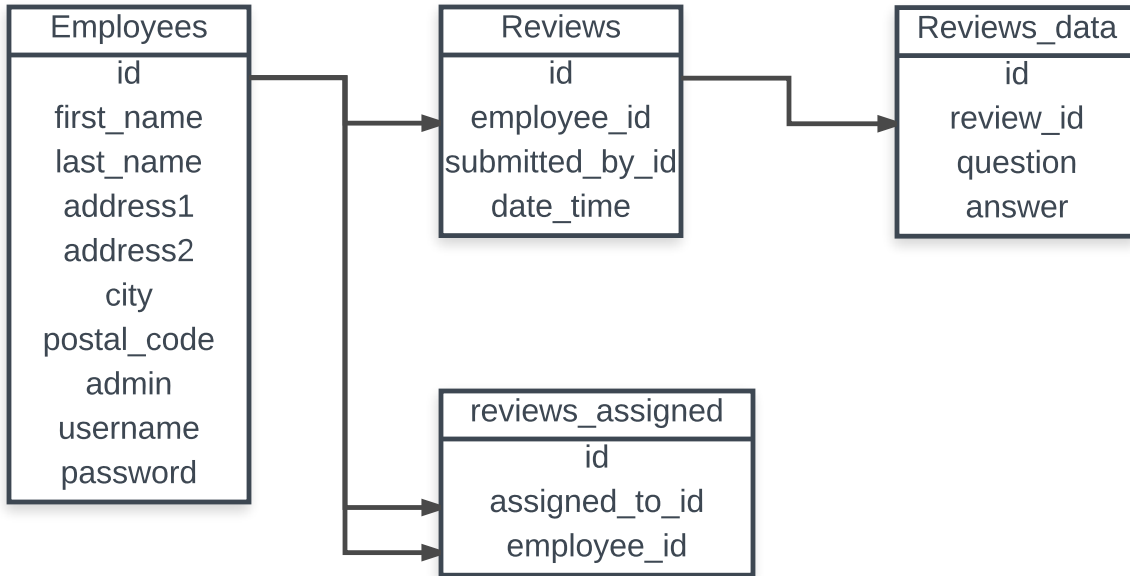 Employees
id
first_name
last_name
address1
address2
city
postal_code
admin
username
password
Reviews
id
employee_id
submitted_by_id
date_time
Reviews_data
id
review_id
question
answer
reviews_assigned
id
assigned_to_id
employee_id